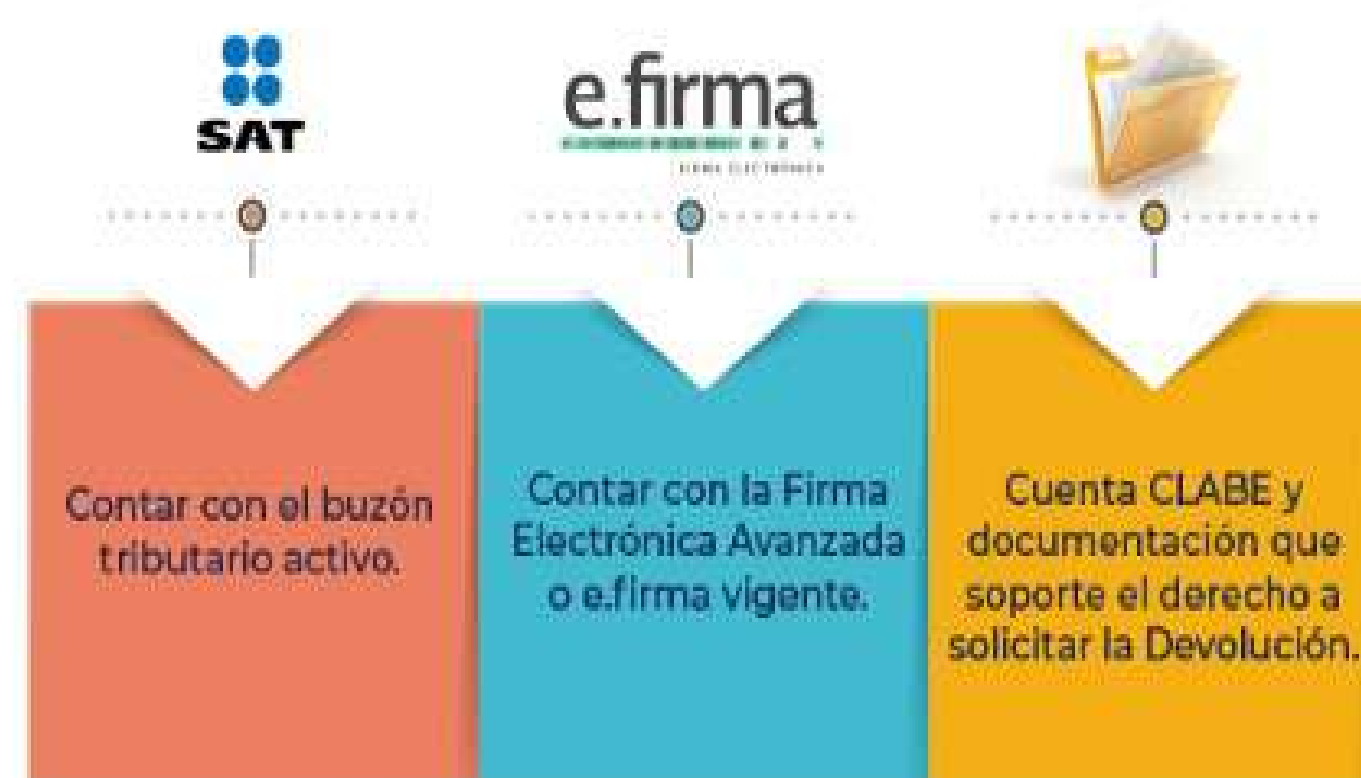 SAT
e.firma
Contar con el buzón
tributario activo.
Contar con la Firma
Electrónica Avanzada
o e.firma vigente.
Cuenta CLABE y
documentación que
soporte el derecho a
solicitar la Devolución.